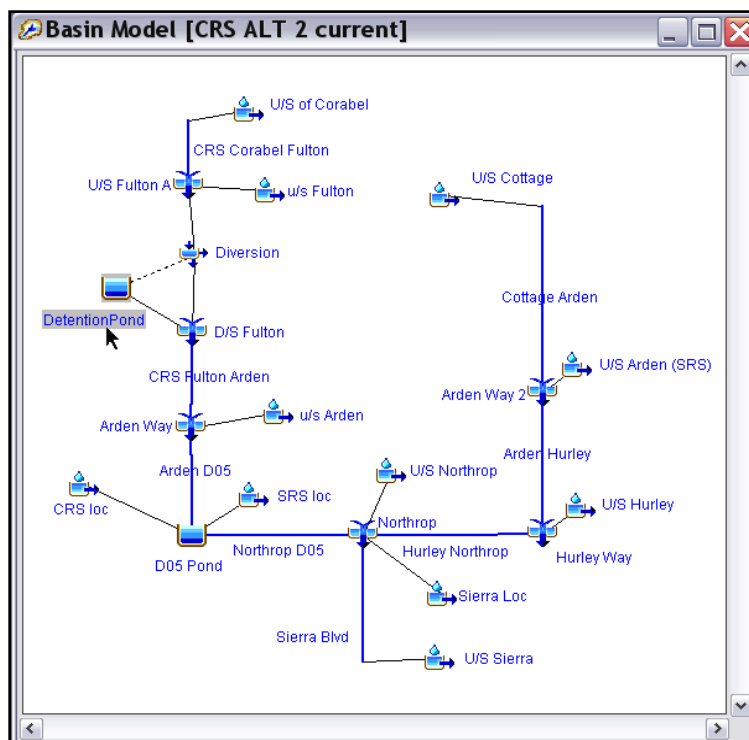 Basin Model [CRS ALT 2 current]
U/S of Corabel
CRS Corabel Fulton
U/S Fulton A
u/s Fulton
U/S Cottage
Diversion
Cottage Arden
DetentionPond
D/S Fulton
CRS Fulton Arden
U/S Arden (SRS)
Arden Way 2
Arden Way
u/s Arden
Arden D05
Arden Hurley
U/S Northrop
CRS loc
SRS loc
U/S Hurley
Northrop
D05 Pond
Northrop D05
Hurley Northrop
Hurley Way
Sierra Loc
Sierra Blvd
U/S Sierra